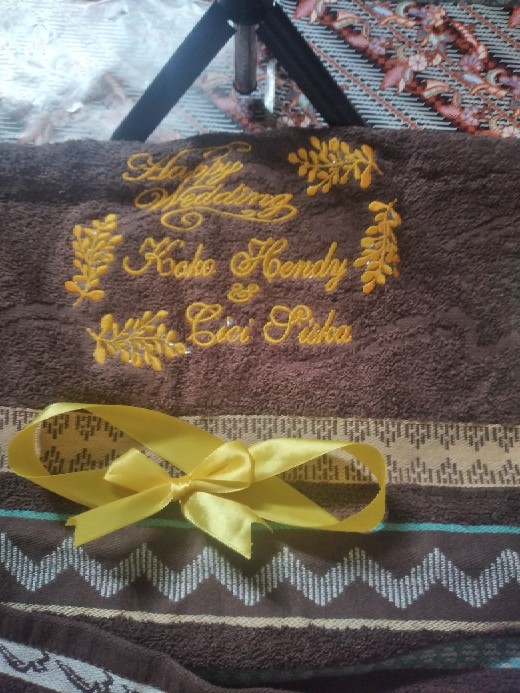 Happy
Wedding
Koko Hendy
&
Cici Siska